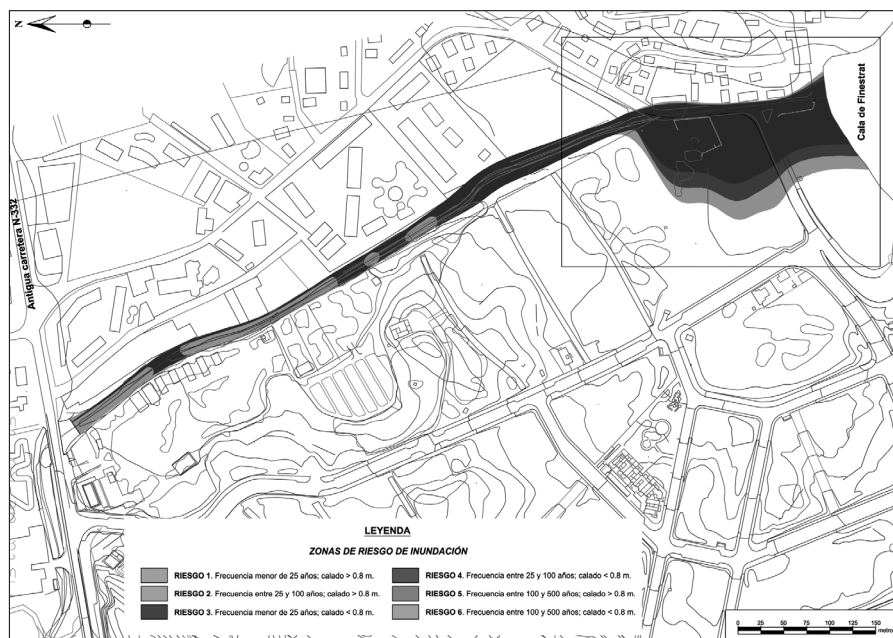 N
Cala de Finestrat
Antigua carretera N-332
LEYENDA
ZONAS DE RIESGO DE INUNDACIÓN
RIESGO 1. Frecuencia menor de 25 años; calado > 0.8 m.
RIESGO 2. Frecuencia entre 25 y 100 años; calado > 0.8 m.
RIESGO 3. Frecuencia menor de 25 años; calado < 0.8 m.
RIESGO 4. Frecuencia entre 25 y 100 años; calado < 0.8 m.
RIESGO 5. Frecuencia entre 100 y 500 años; calado > 0.8 m.
RIESGO 6. Frecuencia entre 100 y 500 años; calado < 0.8 m.
0 25 50 75 100 125 150